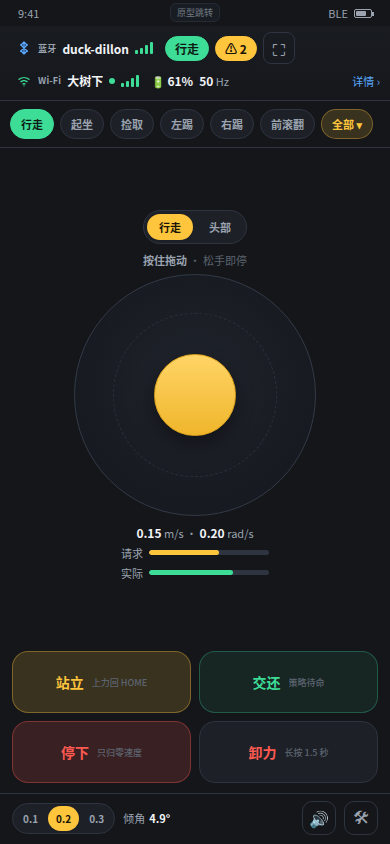 9:41 原型跳转 BLE
蓝牙 duck-dillon 行走 ⚠ 2
Wi-Fi 大树下 61% 50 Hz 详情 ›
行走 起坐 捡取 左踢 右踢 前滚翻 全部 ▾
行走 头部
按住拖动 · 松手即停
0.15 m/s · 0.20 rad/s
请求
实际
站立 上力回 HOME 交还 策略待命
停下 只归零速度 卸力 长按 1.5 秒
0.1 0.2 0.3 倾角 4.9°